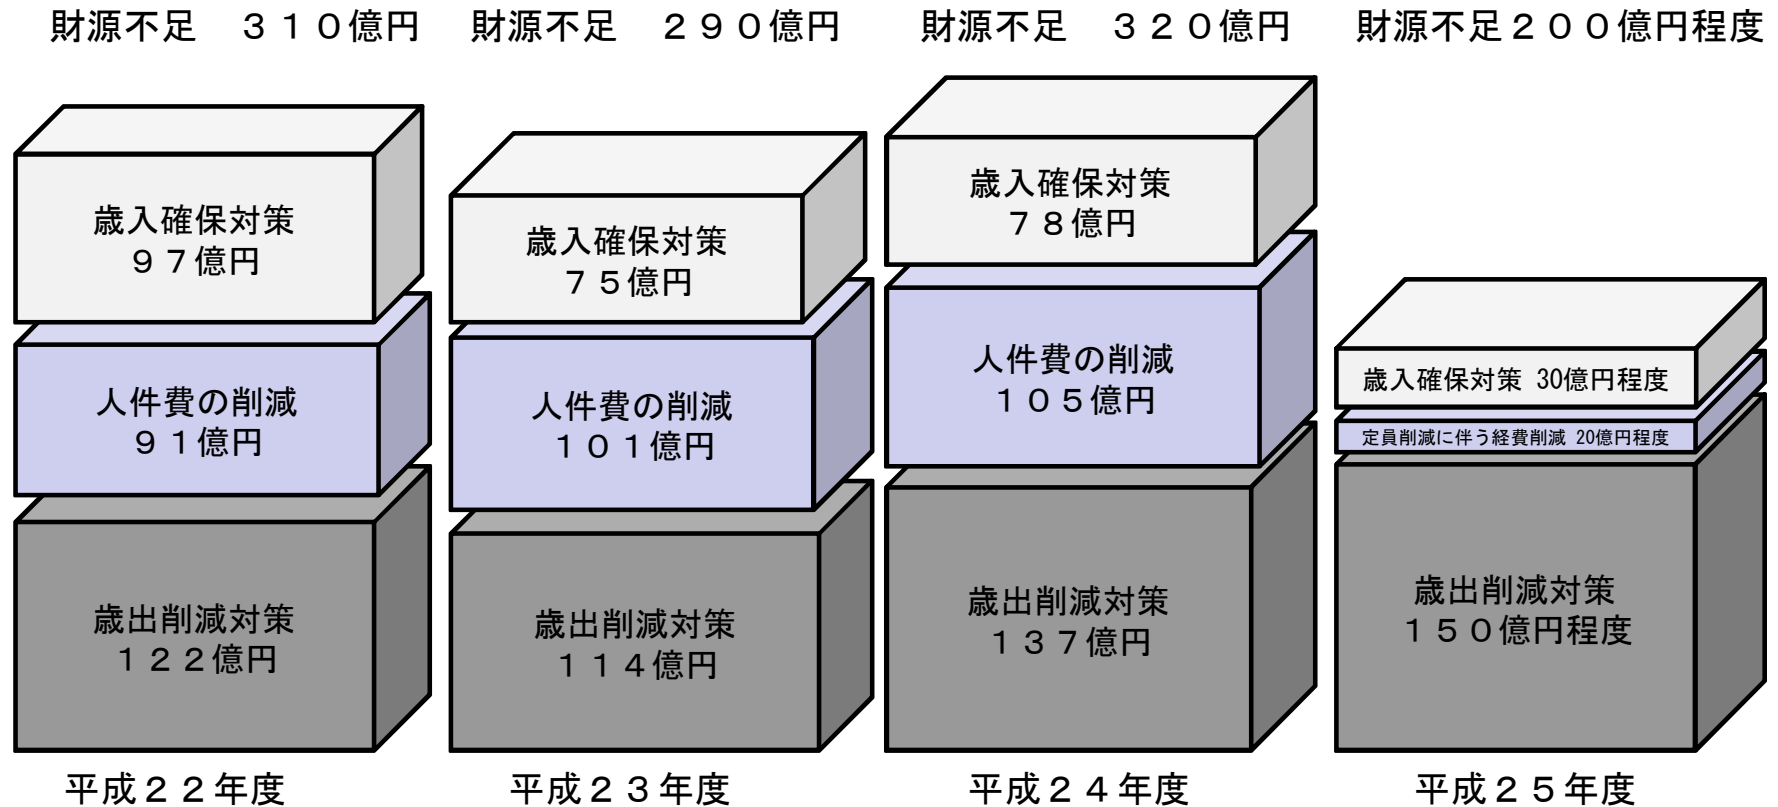 財源不足　３１０億円
財源不足　２９０億円
財源不足　３２０億円
財源不足２００億円程度
歳入確保対策
９７億円
人件費の削減
９１億円
歳出削減対策
１２２億円
平成２２年度
歳入確保対策
７５億円
人件費の削減
１０１億円
歳出削減対策
１１４億円
平成２３年度
歳入確保対策
７８億円
人件費の削減
１０５億円
歳出削減対策
１３７億円
平成２４年度
歳入確保対策 30億円程度
定員削減に伴う経費削減 20億円程度
歳出削減対策
１５０億円程度
平成２５年度